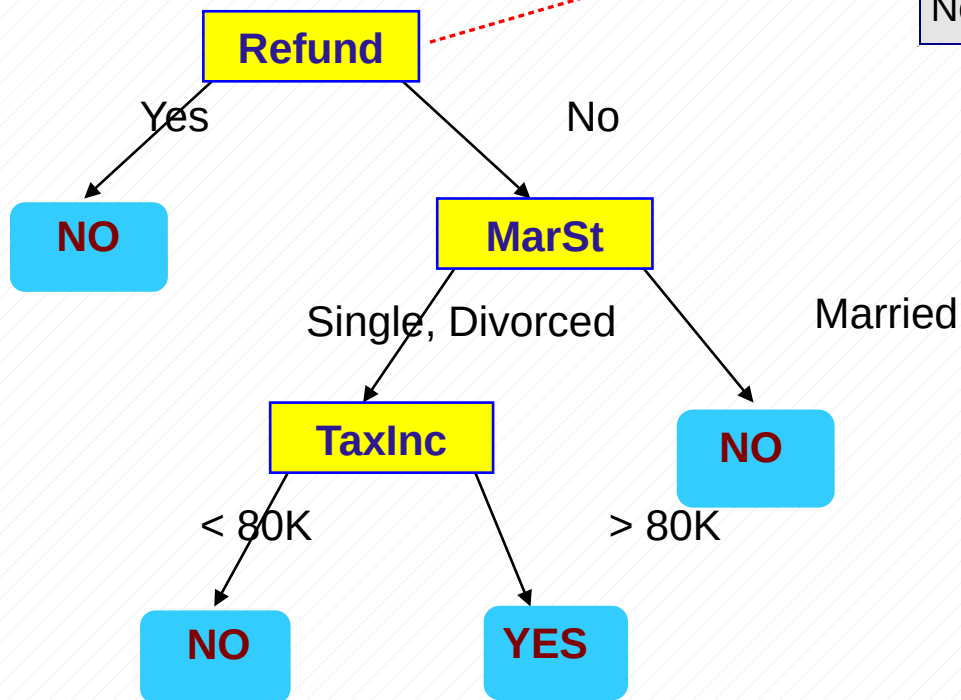 Refund
Yes
No
NO
MarSt
Single, Divorced
Married
TaxInc
NO
< 80K
> 80K
NO
YES